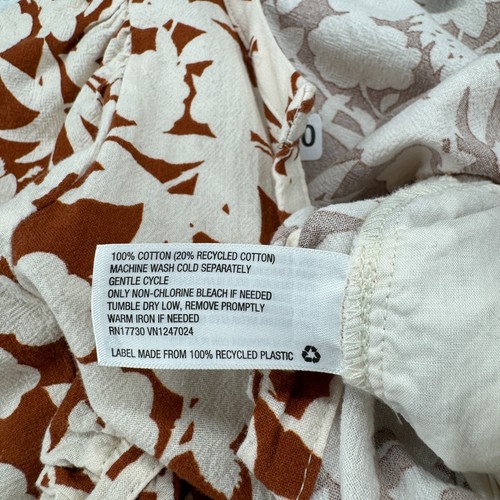 0
100% COTTON (20% RECYCLED COTTON)
MACHINE WASH COLD SEPARATELY
GENTLE CYCLE
ONLY NON-CHLORINE BLEACH IF NEEDED
TUMBLE DRY LOW, REMOVE PROMPTLY
WARM IRON IF NEEDED
RN17730 VN1247024
LABEL MADE FROM 100% RECYCLED PLASTIC